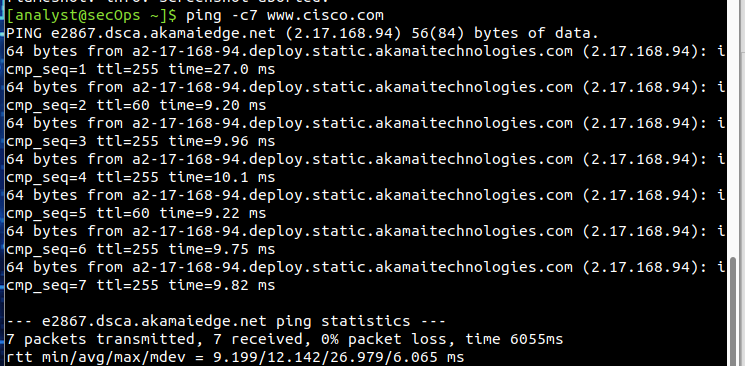 [analyst@secOps ~]$ ping -c7 www.cisco.com
PING e2867.dsca.akamaiedge.net (2.17.168.94) 56(84) bytes of data.
64 bytes from a2-17-168-94.deploy.static.akamaitechnologies.com (2.17.168.94): i
cmp_seq=1 ttl=255 time=27.0 ms
64 bytes from a2-17-168-94.deploy.static.akamaitechnologies.com (2.17.168.94): i
cmp_seq=2 ttl=60 time=9.20 ms
64 bytes from a2-17-168-94.deploy.static.akamaitechnologies.com (2.17.168.94): i
cmp_seq=3 ttl=255 time=9.96 ms
64 bytes from a2-17-168-94.deploy.static.akamaitechnologies.com (2.17.168.94): i
cmp_seq=4 ttl=255 time=10.1 ms
64 bytes from a2-17-168-94.deploy.static.akamaitechnologies.com (2.17.168.94): i
cmp_seq=5 ttl=60 time=9.22 ms
64 bytes from a2-17-168-94.deploy.static.akamaitechnologies.com (2.17.168.94): i
cmp_seq=6 ttl=255 time=9.75 ms
64 bytes from a2-17-168-94.deploy.static.akamaitechnologies.com (2.17.168.94): i
cmp_seq=7 ttl=255 time=9.82 ms
--- e2867.dsca.akamaiedge.net ping statistics ---
7 packets transmitted, 7 received, 0% packet loss, time 6055ms
rtt min/avg/max/mdev = 9.199/12.142/26.979/6.065 ms